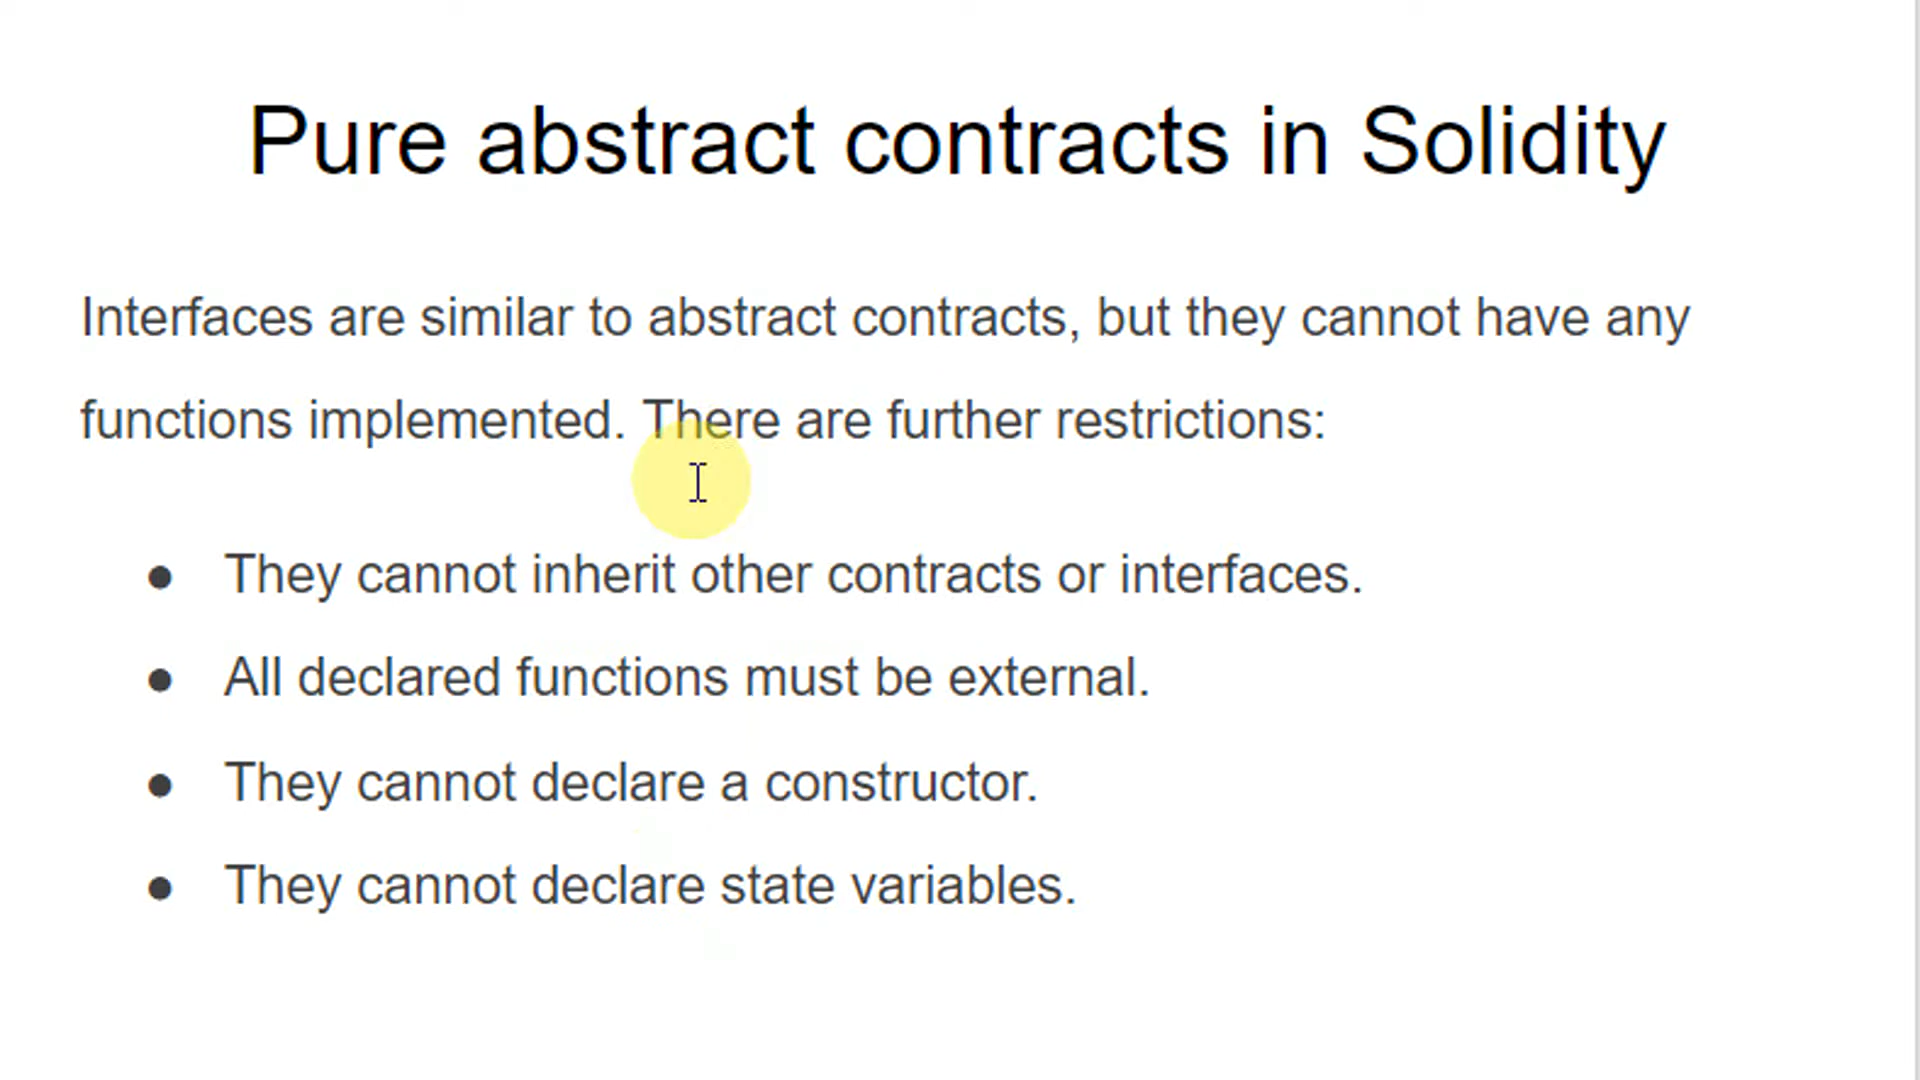 Pure abstract contracts in Solidity
Interfaces are similar to abstract contracts, but they cannot have any
functions implemented. There are further restrictions:
● They cannot inherit other contracts or interfaces.
● All declared functions must be external.
● They cannot declare a constructor.
● They cannot declare state variables.